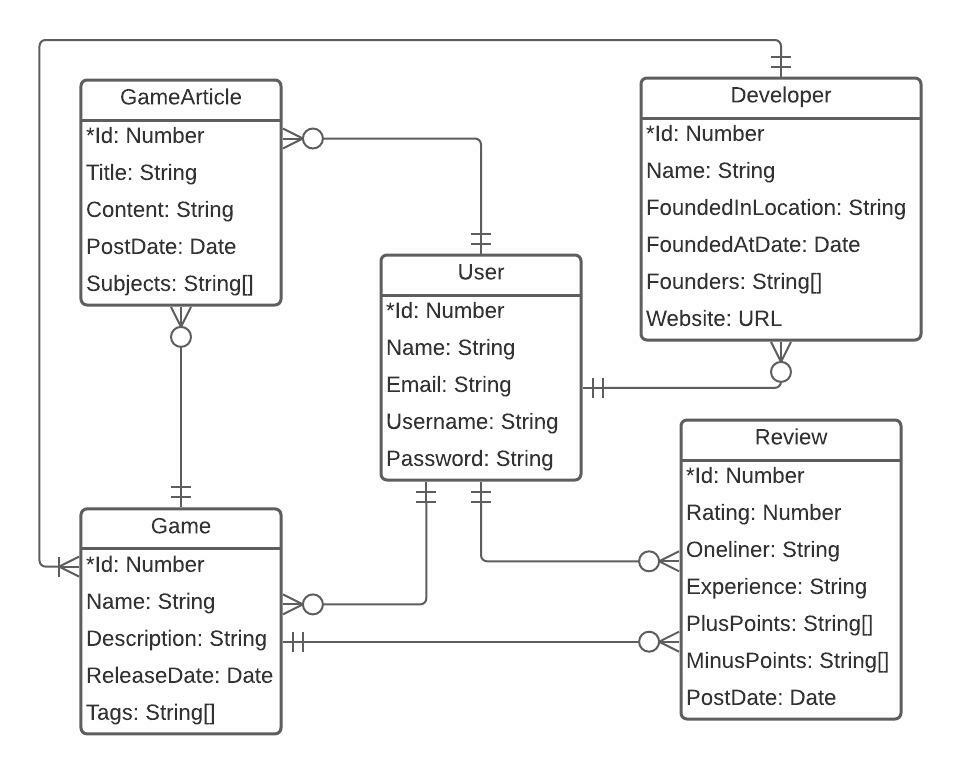 GameArticle
*Id: Number
Title: String
Content: String
PostDate: Date
Subjects: String[]
Developer
*Id: Number
Name: String
FoundedInLocation: String
FoundedAtDate: Date
Founders: String[]
Website: URL
User
*Id: Number
Name: String
Email: String
Username: String
Password: String
Review
*Id: Number
Rating: Number
Oneliner: String
Experience: String
PlusPoints: String[]
MinusPoints: String[]
PostDate: Date
Game
*Id: Number
Name: String
Description: String
ReleaseDate: Date
Tags: String[]